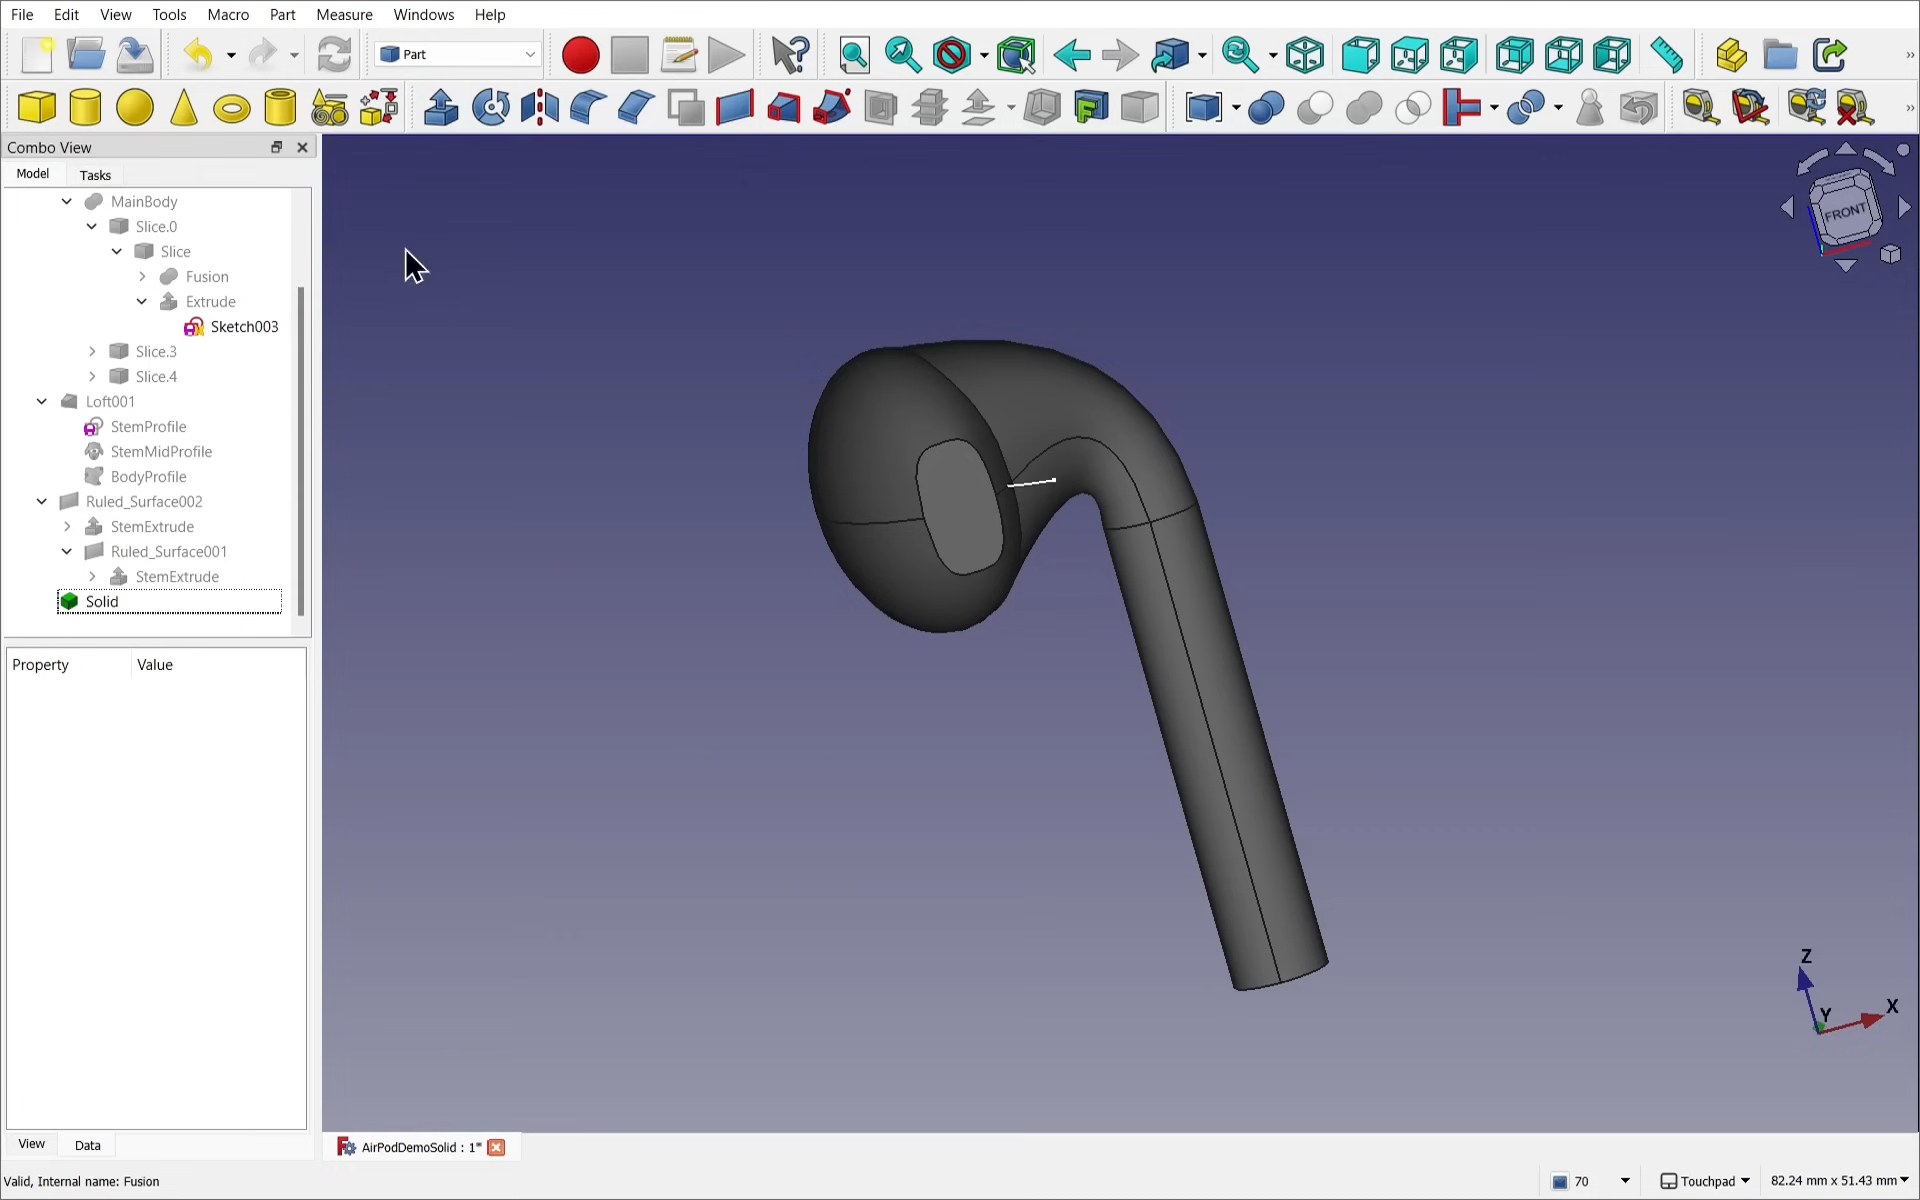 File Edit View Tools Macro Part Measure Windows Help
Part
Combo View
Model Tasks
MainBody
Slice.0
Slice
Fusion
Extrude
Sketch003
Slice.3
Slice.4
Loft001
StemProfile
StemMidProfile
BodyProfile
Ruled_Surface002
StemExtrude
Ruled_Surface001
StemExtrude
Solid
Property Value
View Data
FRONT
Z
Y
X
AirPodDemoSolid : 1*
Valid, Internal name: Fusion
70 Touchpad 82.24 mm x 51.43 mm